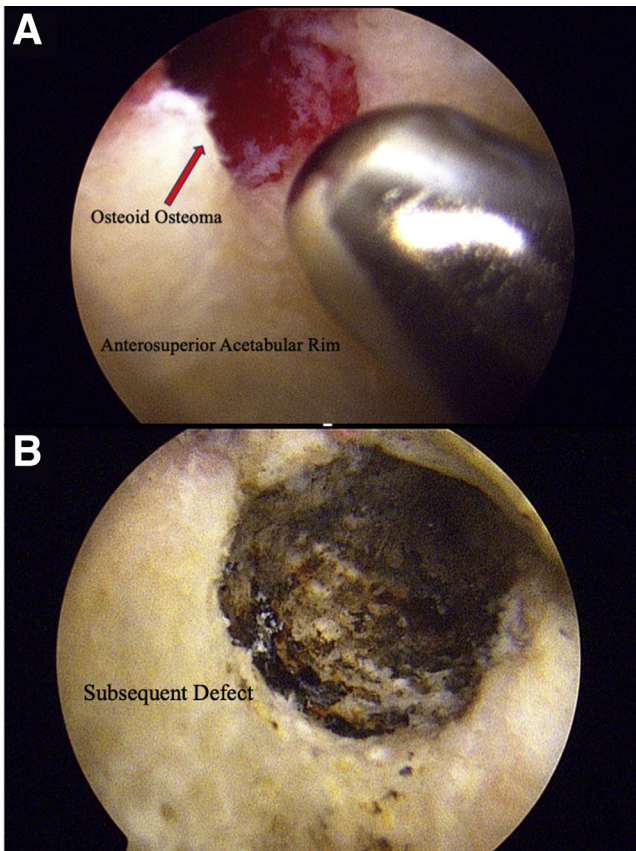 A
Osteoid Osteoma
Anterosuperior Acetabular Rim
B
Subsequent Defect